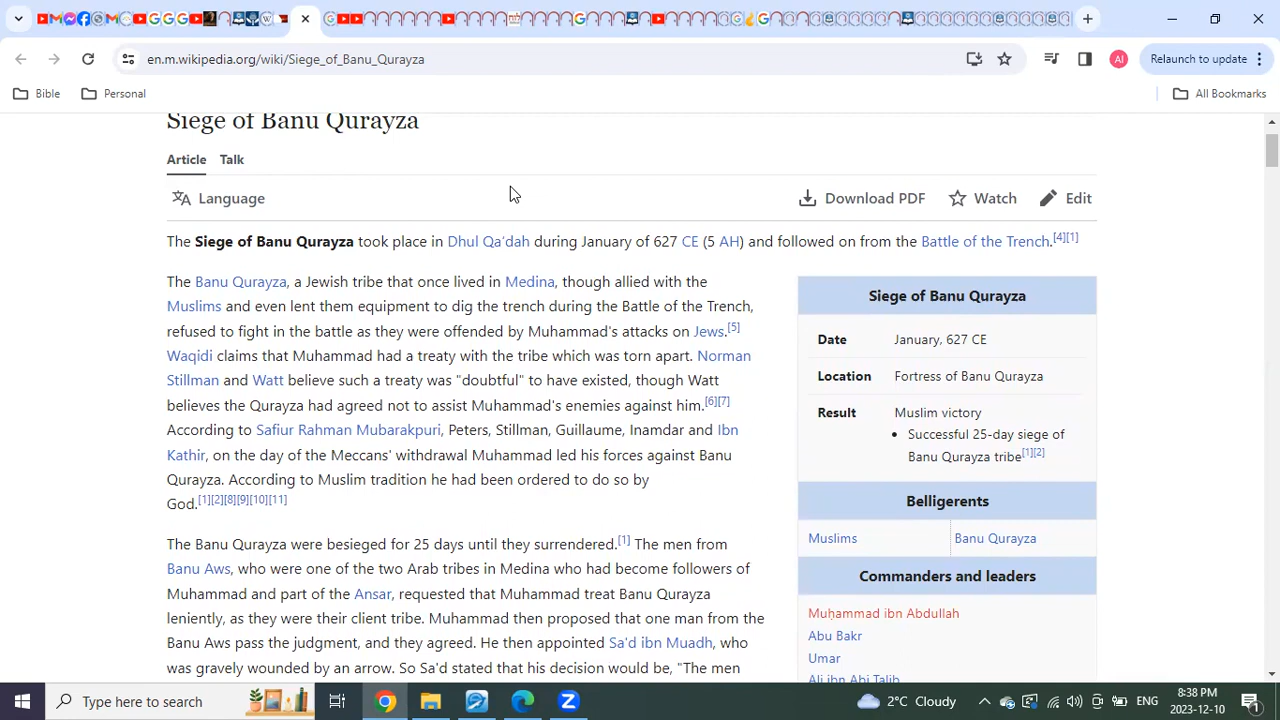 en.m.wikipedia.org/wiki/Siege_of_Banu_Qurayza
AI
Relaunch to update
Bible
Personal
All Bookmarks
Siege of Banu Qurayza
Article
Talk
Language
Download PDF
Watch
Edit
The Siege of Banu Qurayza took place in Dhul Qa'dah during January of 627 CE (5 AH) and followed on from the Battle of the Trench.[4][1]
The Banu Qurayza, a Jewish tribe that once lived in Medina, though allied with the
Muslims and even lent them equipment to dig the trench during the Battle of the Trench,
refused to fight in the battle as they were offended by Muhammad's attacks on Jews.[5]
Waqidi claims that Muhammad had a treaty with the tribe which was torn apart. Norman
Stillman and Watt believe such a treaty was "doubtful" to have existed, though Watt
believes the Qurayza had agreed not to assist Muhammad's enemies against him.[6][7]
According to Safiur Rahman Mubarakpuri, Peters, Stillman, Guillaume, Inamdar and Ibn
Kathir, on the day of the Meccans' withdrawal Muhammad led his forces against Banu
Qurayza. According to Muslim tradition he had been ordered to do so by
God.[1][2][8][9][10][11]
The Banu Qurayza were besieged for 25 days until they surrendered.[1] The men from
Banu Aws, who were one of the two Arab tribes in Medina who had become followers of
Muhammad and part of the Ansar, requested that Muhammad treat Banu Qurayza
leniently, as they were their client tribe. Muhammad then proposed that one man from the
Banu Aws pass the judgment, and they agreed. He then appointed Sa'd ibn Muadh, who
was gravely wounded by an arrow. So Sa'd stated that his decision would be, "The men
Siege of Banu Qurayza
Date January, 627 CE
Location Fortress of Banu Qurayza
Result Muslim victory
• Successful 25-day siege of
Banu Qurayza tribe[1][2]
Belligerents
Muslims Banu Qurayza
Commanders and leaders
Muḥammad ibn Abdullah
Abu Bakr
Umar
Ali ibn Abi Talib
Type here to search
2°C Cloudy
ENG
8:38 PM
2023-12-10
1